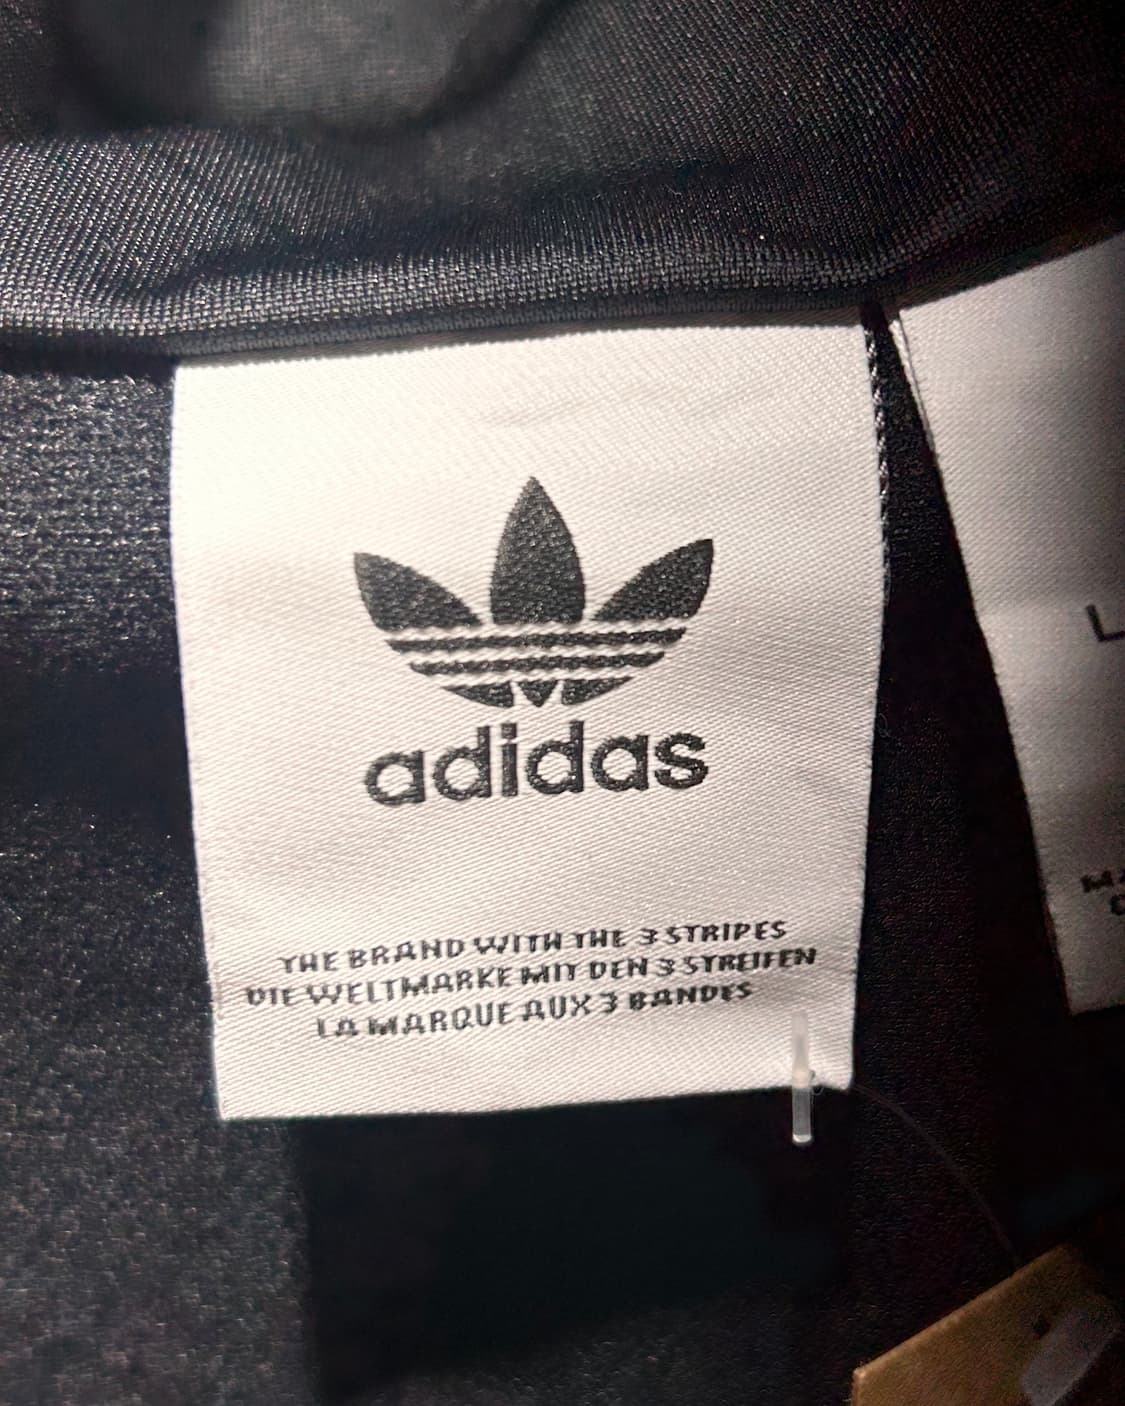 adidas
THE BRAND WITH THE 3 STRIPES
DIE WELTMARKE MIT DEN 3 STREIFEN
LA MARQUE AUX 3 BANDES
L